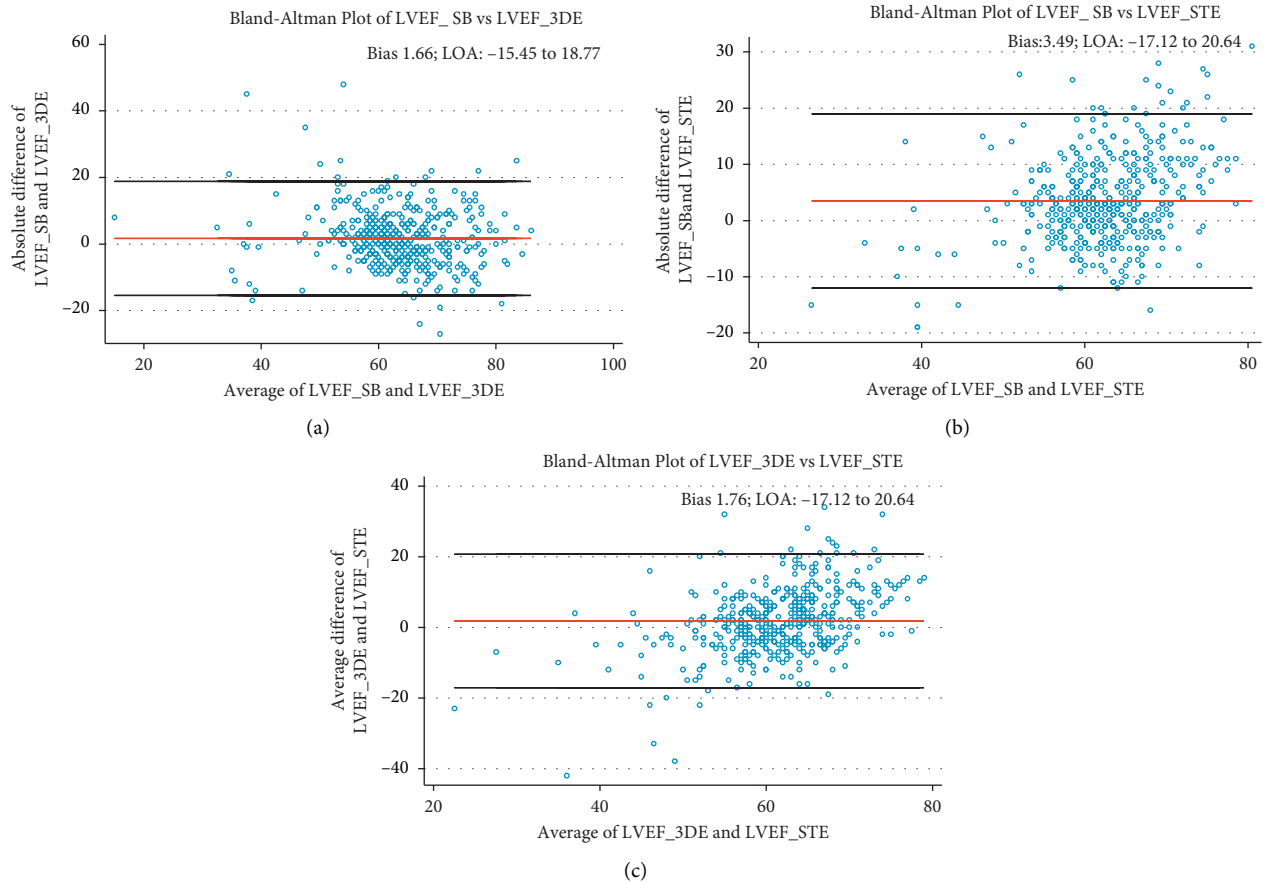 Bland-Altman Plot of LVEF_ SB vs LVEF_3DE
Bias 1.66; LOA: –15.45 to 18.77
Absolute difference of
LVEF_SB and LVEF_3DE
60
40
20
0
–20
20
40
60
80
100
Average of LVEF_SB and LVEF_3DE
(a)
Bland-Altman Plot of LVEF_ SB vs LVEF_STE
Bias:3.49; LOA: –17.12 to 20.64
Absolute difference of
LVEF_SBand LVEF_STE
30
20
10
0
–10
–20
20
40
60
80
Average of LVEF_SB and LVEF_STE
(b)
Bland-Altman Plot of LVEF_3DE vs LVEF_STE
Bias 1.76; LOA: –17.12 to 20.64
Average difference of
LVEF_3DE and LVEF_STE
40
20
0
–20
–40
20
40
60
80
Average of LVEF_3DE and LVEF_STE
(c)